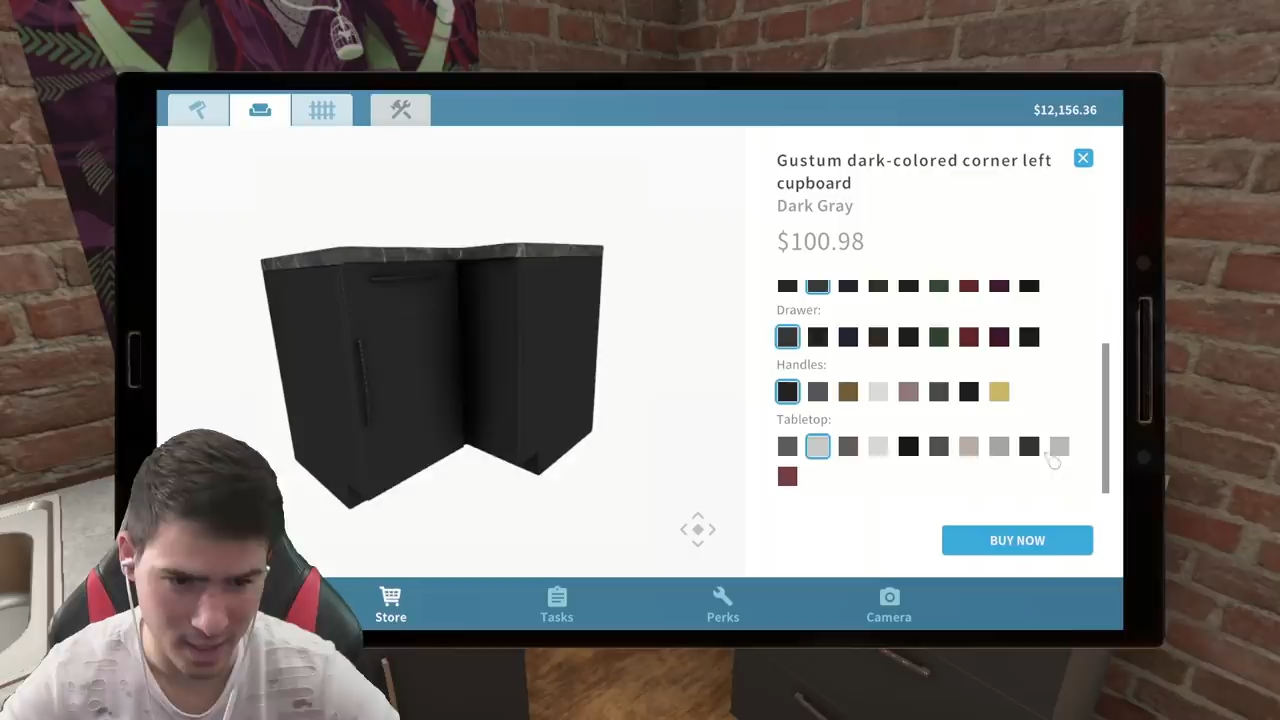 $12,156.36
Gustum dark-colored corner left
cupboard
Dark Gray
$100.98
Drawer:
Handles:
Tabletop:
BUY NOW
Store
Tasks
Perks
Camera